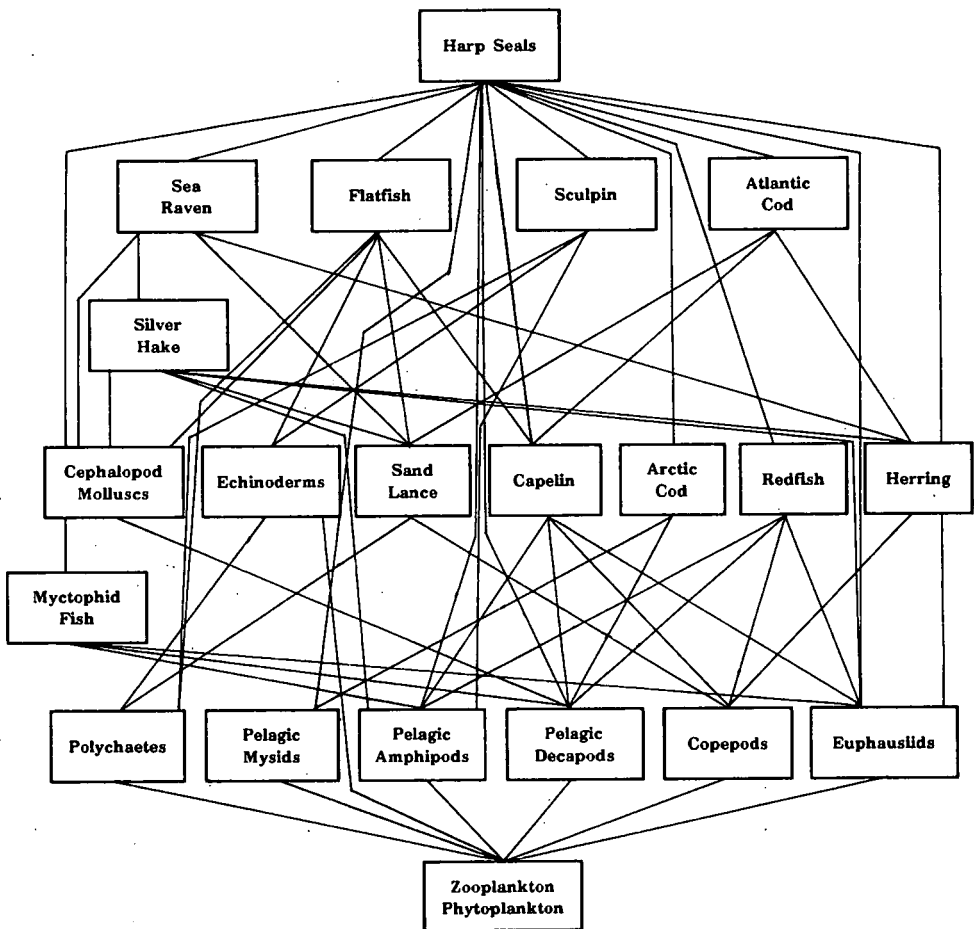 Harp Seals
Sea
Raven
Flatfish
Sculpin
Atlantic
Cod
Silver
Hake
Cephalopod
Molluscs
Echinoderms
Sand
Lance
Capelin
Arctic
Cod
Redfish
Herring
Myctophid
Fish
Polychaetes
Pelagic
Mysids
Pelagic
Amphipods
Pelagic
Decapods
Copepods
Euphausiids
Zooplankton
Phytoplankton